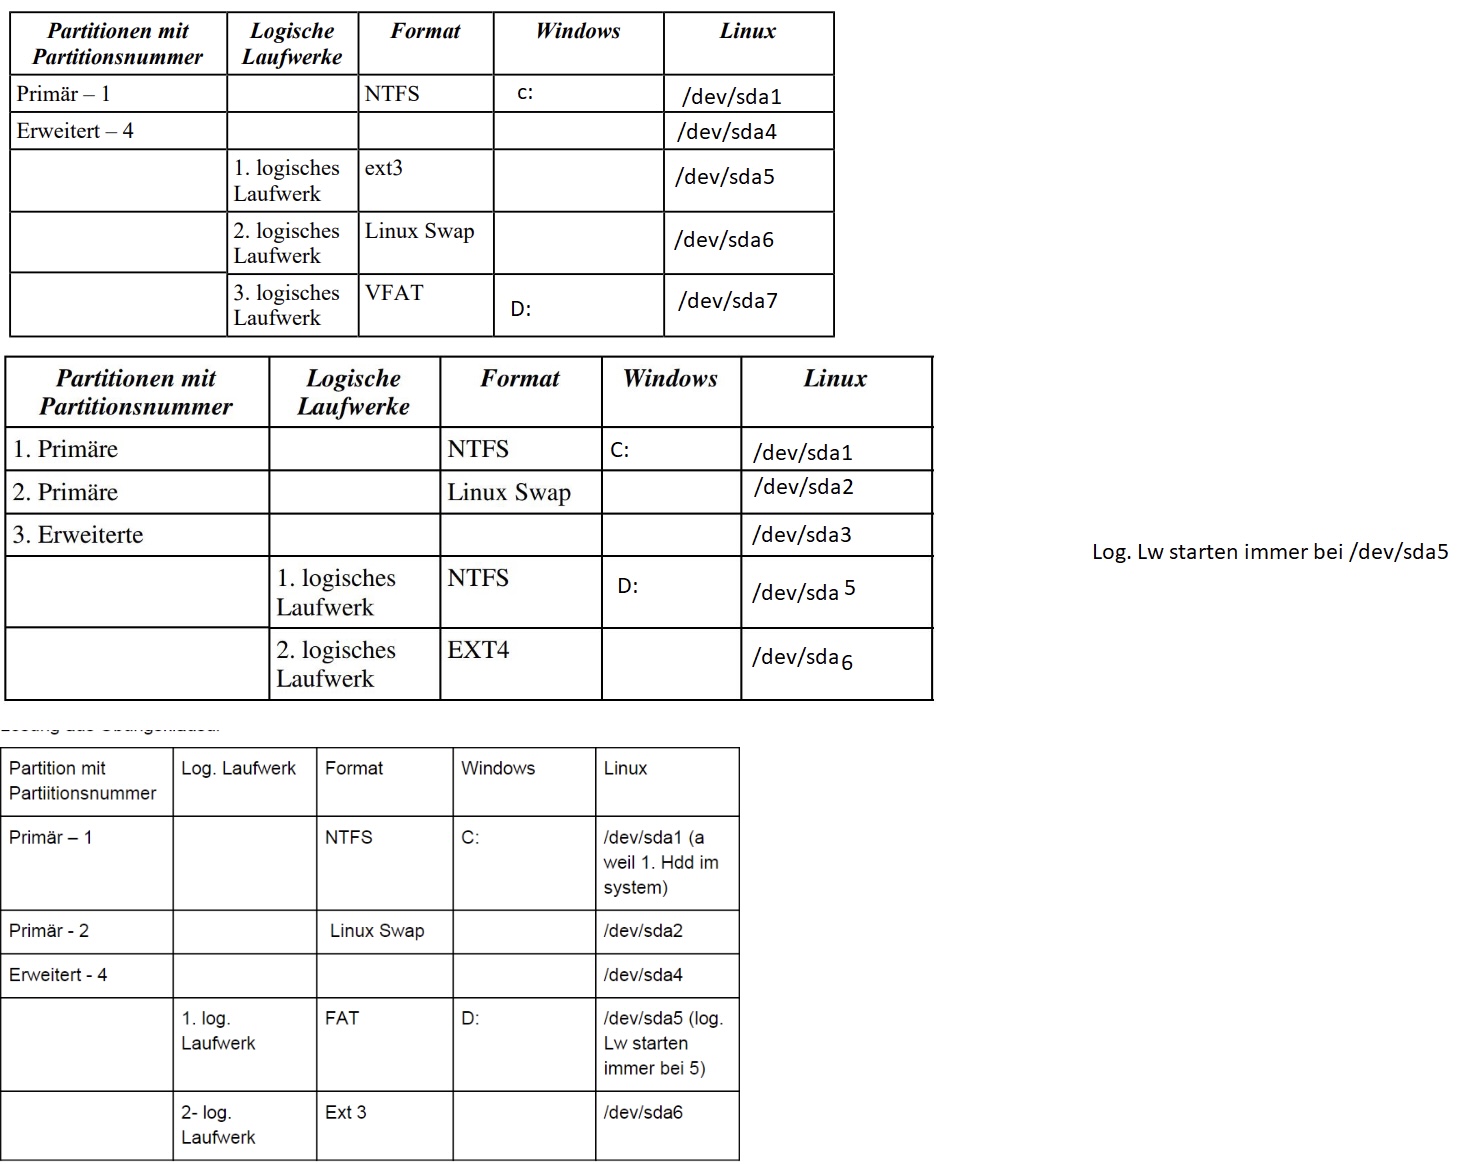 Partitionen mit Partitionsnummer Logische Laufwerke Format Windows Linux
Primär – 1 NTFS c: /dev/sda1
Erweitert – 4 /dev/sda4
1. logisches Laufwerk ext3 /dev/sda5
2. logisches Laufwerk Linux Swap /dev/sda6
3. logisches Laufwerk VFAT D: /dev/sda7
Partitionen mit Partitionsnummer Logische Laufwerke Format Windows Linux
1. Primäre NTFS C: /dev/sda1
2. Primäre Linux Swap /dev/sda2
3. Erweiterte /dev/sda3
Log. Lw starten immer bei /dev/sda5
1. logisches Laufwerk NTFS D: /dev/sda 5
2. logisches Laufwerk EXT4 /dev/sda6
Partition mit Partiitionsnummer Log. Laufwerk Format Windows Linux
Primär – 1 NTFS C: /dev/sda1 (a weil 1. Hdd im system)
Primär - 2 Linux Swap /dev/sda2
Erweitert - 4 /dev/sda4
1. log. Laufwerk FAT D: /dev/sda5 (log. Lw starten immer bei 5)
2- log. Laufwerk Ext 3 /dev/sda6